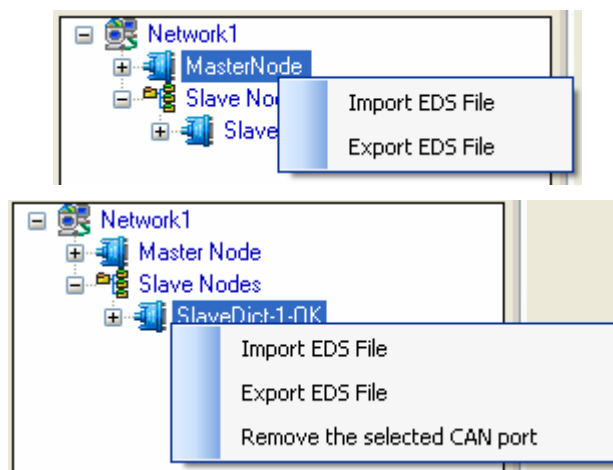 Network1
MasterNode
Slave No
Import EDS File
Slave
Export EDS File
Network1
Master Node
Slave Nodes
SlaveDict-1-OK
Import EDS File
Export EDS File
Remove the selected CAN port